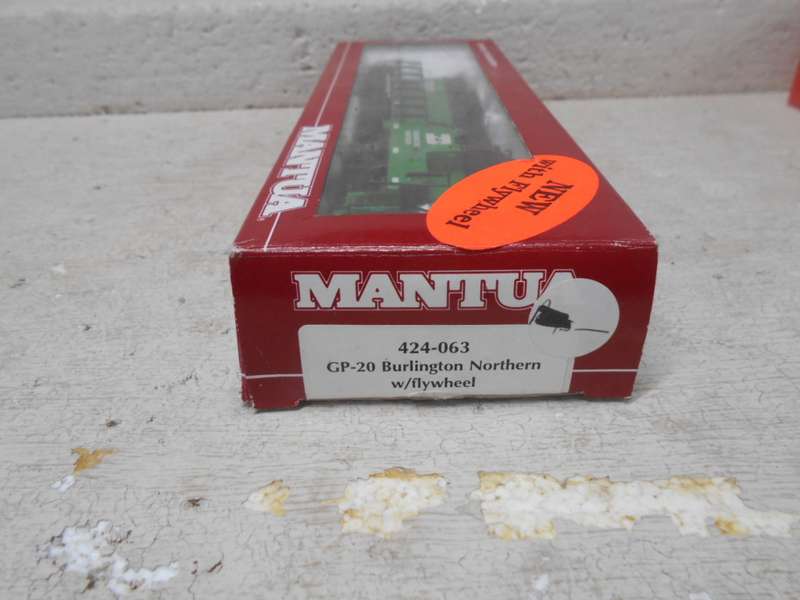 MANTUA
NEW
with Flywheel
MANTUA
424-063
GP-20 Burlington Northern
w/flywheel